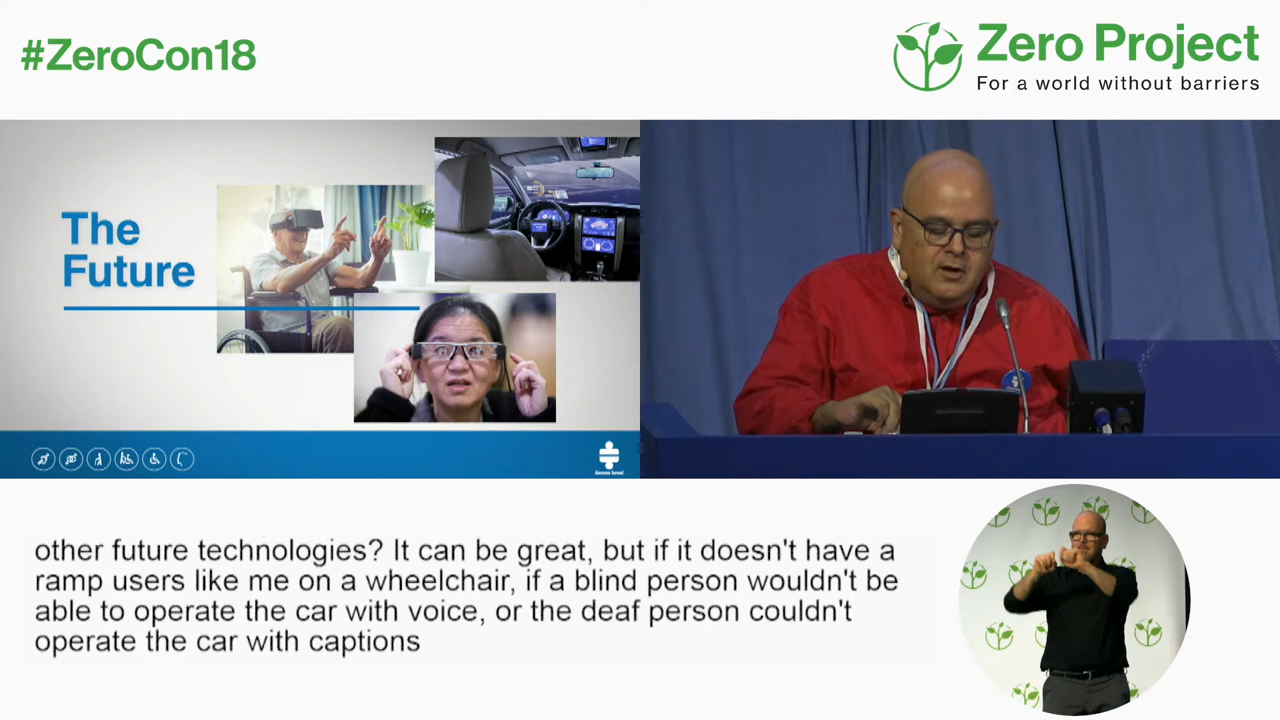 #ZeroCon18
Zero Project
For a world without barriers
The
Future
Access Israel
other future technologies? It can be great, but if it doesn't have a
ramp users like me on a wheelchair, if a blind person wouldn't be
able to operate the car with voice, or the deaf person couldn't
operate the car with captions